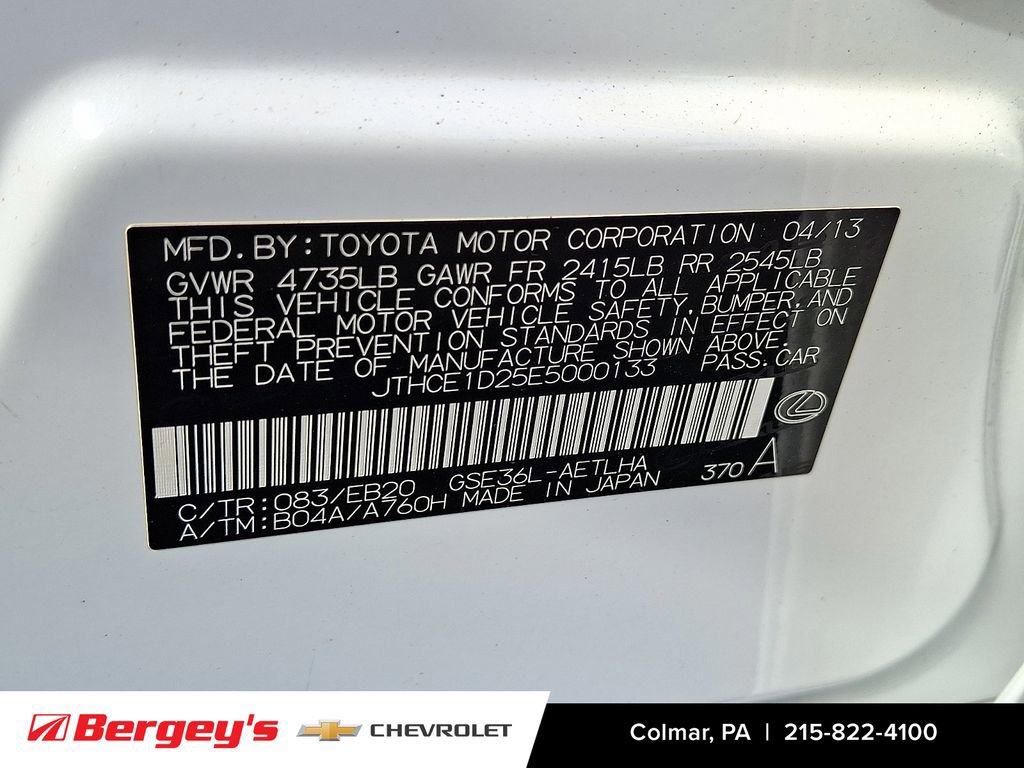 MFD. BY: TOYOTA MOTOR CORPORATION 04/13
GVWR 4735LB GAWR FR 2415LB RR 2545LB
THIS VEHICLE CONFORMS TO ALL APPLICABLE
FEDERAL MOTOR VEHICLE SAFETY, BUMPER, AND
THEFT PREVENTION STANDARDS IN EFFECT ON
THE DATE OF MANUFACTURE SHOWN ABOVE.
JTHCE1D25E5000133 PASS. CAR
C/TR: 083/EB20 GSE36L-AETLHA 370 A
A/TM: B04A/A760H MADE IN JAPAN
Bergey's CHEVROLET Colmar, PA | 215-822-4100